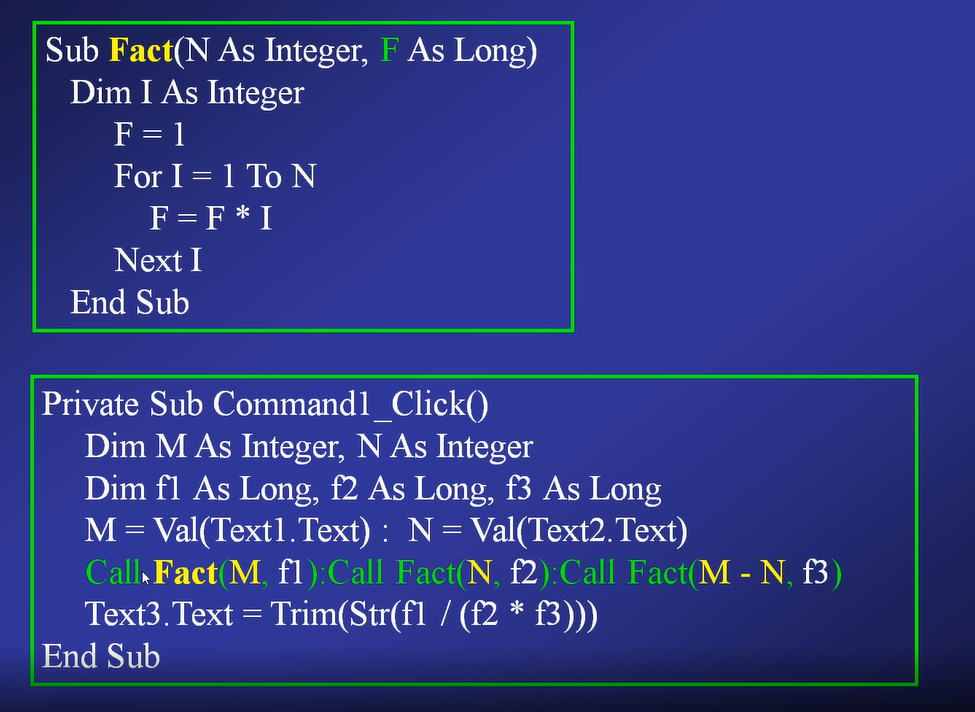 Sub Fact(N As Integer, F As Long)
Dim I As Integer
F = 1
For I = 1 To N
F = F * I
Next I
End Sub
Private Sub Command1_Click()
Dim M As Integer, N As Integer
Dim f1 As Long, f2 As Long, f3 As Long
M = Val(Text1.Text) : N = Val(Text2.Text)
Call Fact(M, f1):Call Fact(N, f2):Call Fact(M - N, f3)
Text3.Text = Trim(Str(f1 / (f2 * f3)))
End Sub